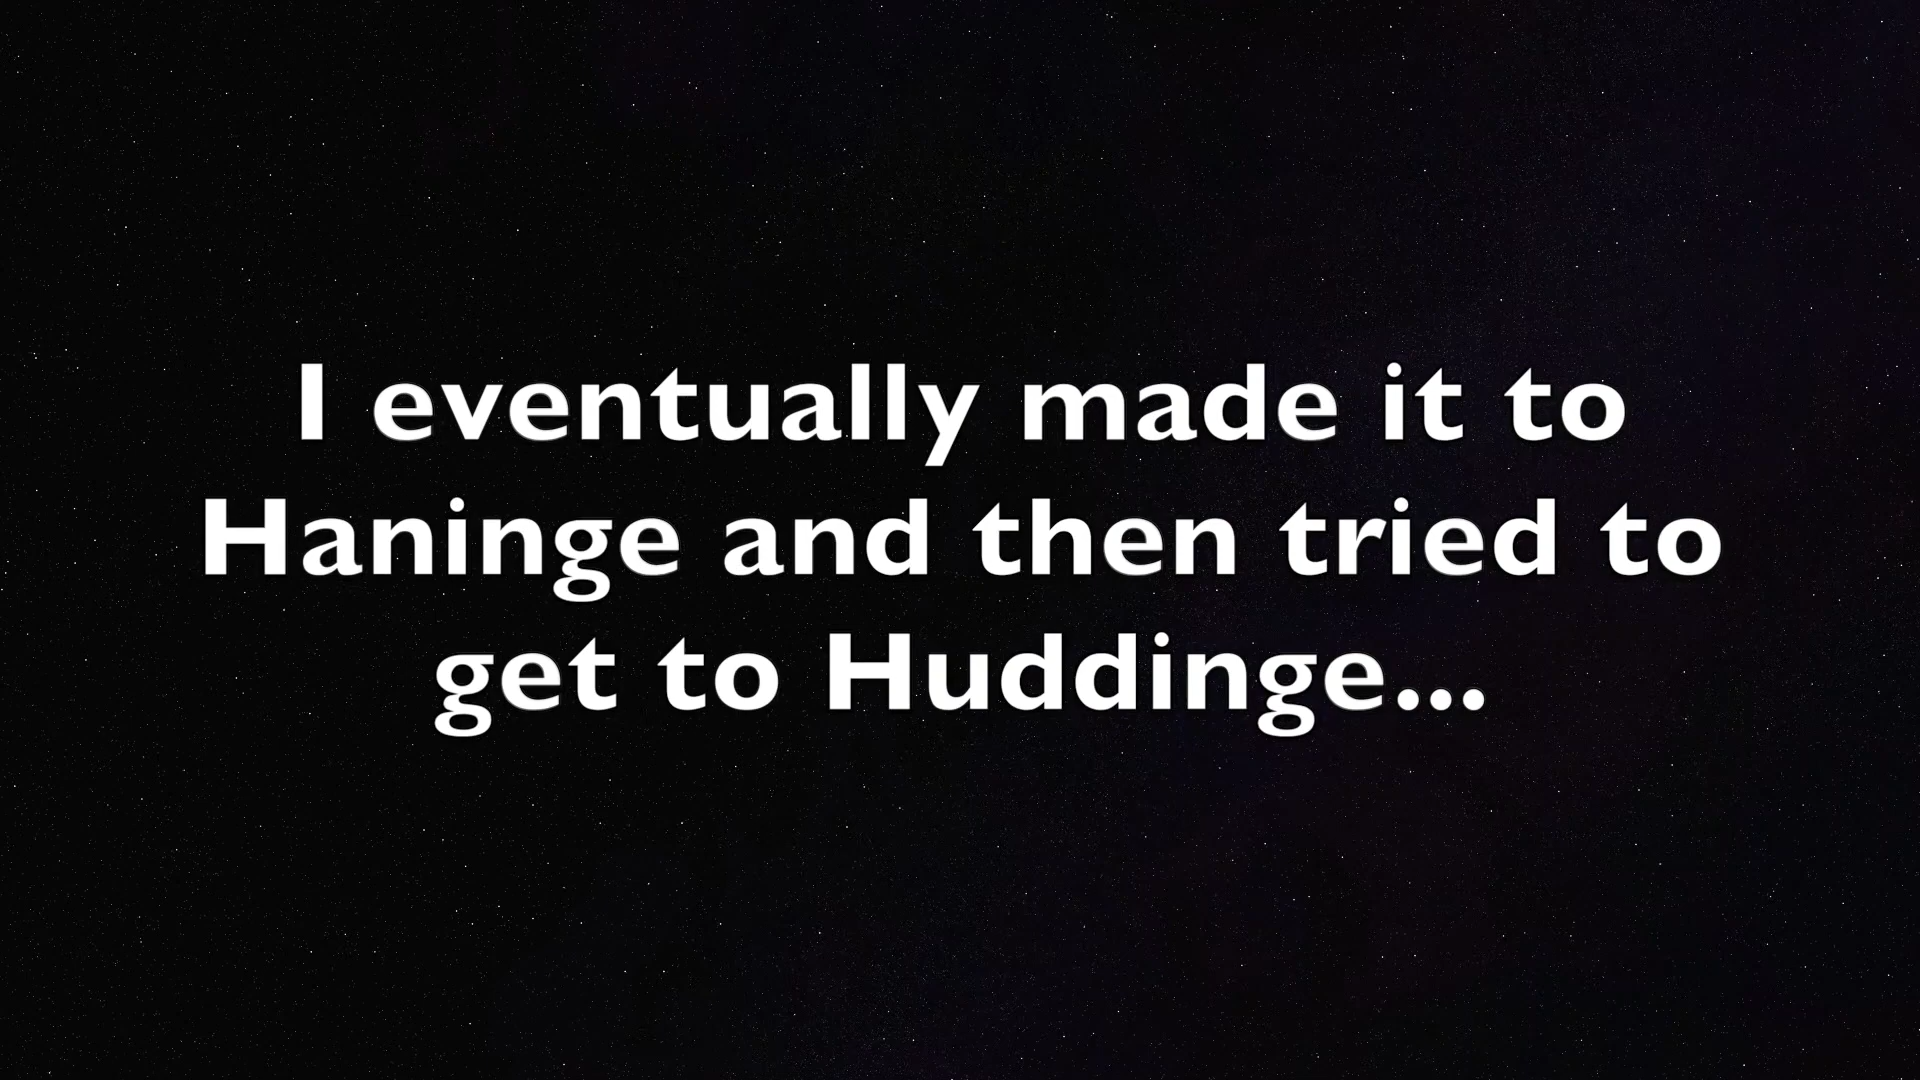 I eventually made it to
Haninge and then tried to
get to Huddinge...